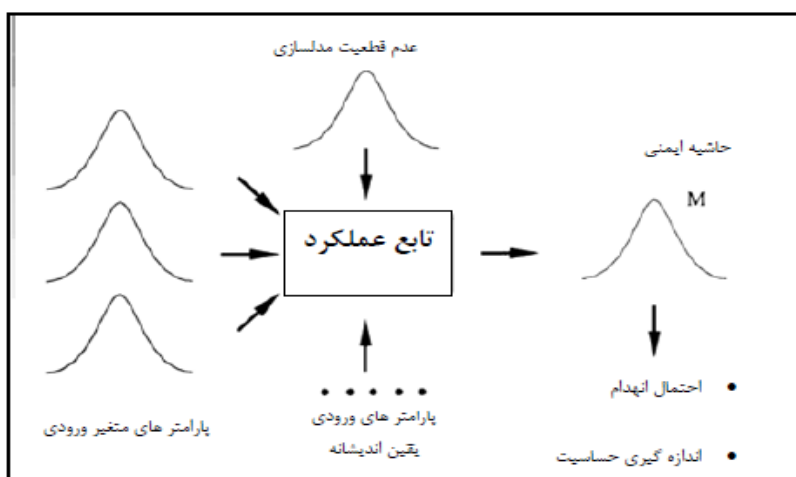 عدم قطعیت مدلسازی
حاشیه ایمنی
M
تابع عملکرد
پارامتر های متغیر ورودی
پارامتر های ورودی
یقین اندیشانه
احتمال انهدام
اندازه گیری حساسیت